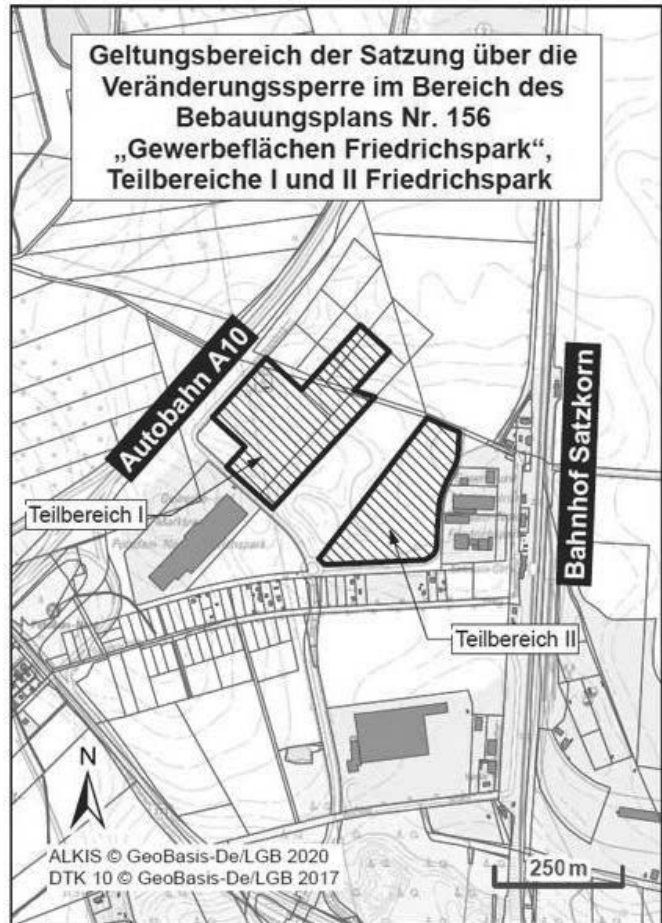 Geltungsbereich der Satzung über die
Veränderungssperre im Bereich des
Bebauungsplans Nr. 156
„Gewerbeflächen Friedrichspark“,
Teilbereiche I und II Friedrichspark
Autobahn A10
Bahnhof Satzkorn
Teilbereich I
Teilbereich II
N
ALKIS © GeoBasis-De/LGB 2020
DTK 10 © GeoBasis-De/LGB 2017
250 m